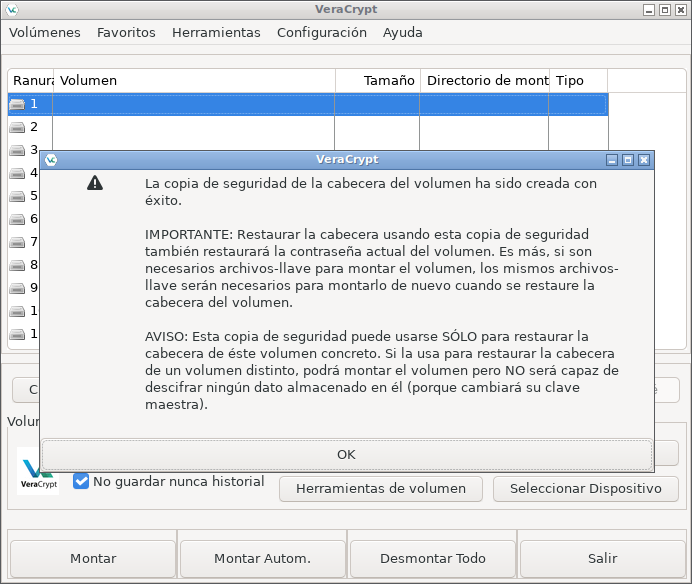 VeraCrypt
Volúmenes Favoritos Herramientas Configuración Ayuda
Ranura Volumen Tamaño Directorio de mont Tipo
1
2
3
4
5
6
7
8
9
1
1
VeraCrypt
La copia de seguridad de la cabecera del volumen ha sido creada con
éxito.
IMPORTANTE: Restaurar la cabecera usando esta copia de seguridad
también restaurará la contraseña actual del volumen. Es más, si son
necesarios archivos-llave para montar el volumen, los mismos archivos-
llave serán necesarios para montarlo de nuevo cuando se restaure la
cabecera del volumen.
AVISO: Esta copia de seguridad puede usarse SÓLO para restaurar la
cabecera de éste volumen concreto. Si la usa para restaurar la cabecera
de un volumen distinto, podrá montar el volumen pero NO será capaz de
descifrar ningún dato almacenado en él (porque cambiará su clave
maestra).
OK
C
Volur
VeraCrypt
No guardar nunca historial
Herramientas de volumen Seleccionar Dispositivo
Montar Montar Autom. Desmontar Todo Salir